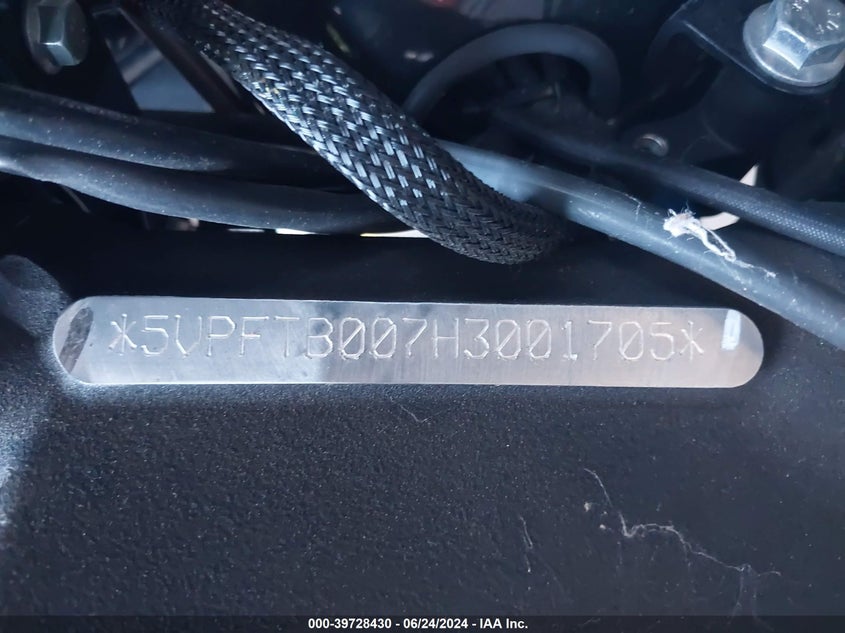 *5VPFTB007H3001705*
000-39728430 - 06/24/2024 - IAA Inc.